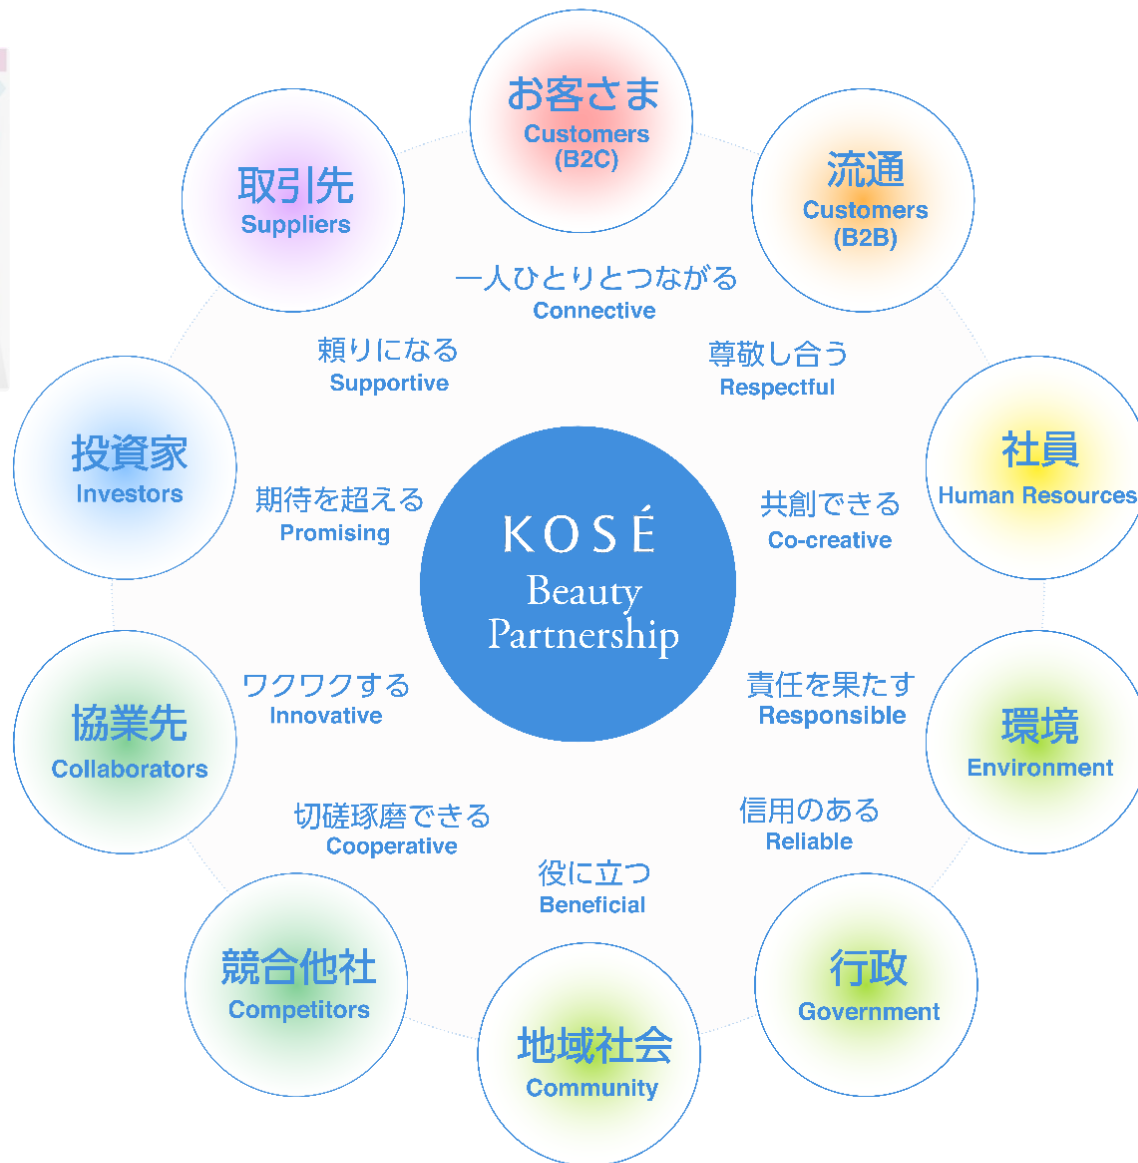 お客さま
Customers
(B2C)
流通
Customers
(B2B)
社員
Human Resources
環境
Environment
行政
Government
地域社会
Community
競合他社
Competitors
協業先
Collaborators
投資家
Investors
取引先
Suppliers
一人ひとりとつながる
Connective
尊敬し合う
Respectful
共創できる
Co-creative
責任を果たす
Responsible
信用のある
Reliable
役に立つ
Beneficial
切磋琢磨できる
Cooperative
ワクワクする
Innovative
期待を超える
Promising
頼りになる
Supportive
KOSÉ
Beauty
Partnership